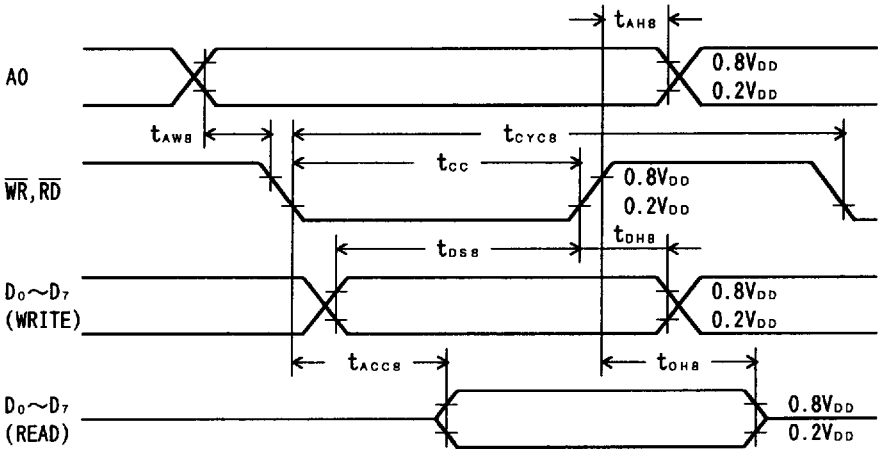 tAH8
A0
0.8VDD
0.2VDD
tAW8
tCYC8
tCC
WR,RD
0.8VDD
0.2VDD
tDS8
tDH8
D0~D7
(WRITE)
0.8VDD
0.2VDD
tACC8
tOH8
D0~D7
(READ)
0.8VDD
0.2VDD